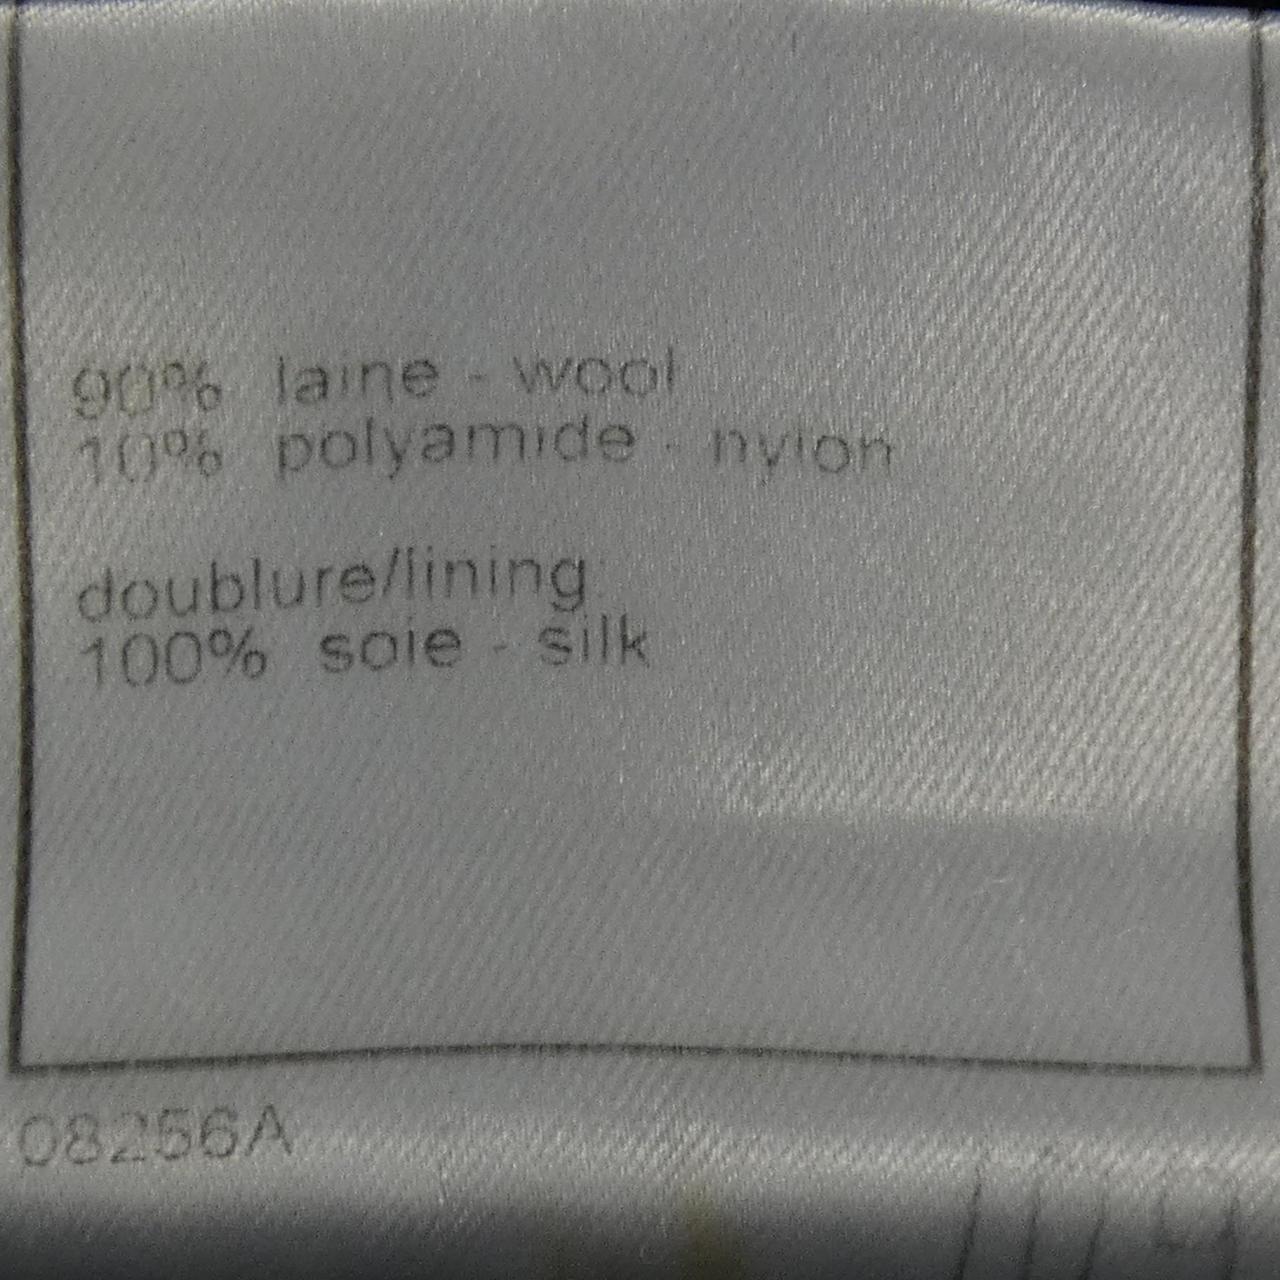 90% laine - wool
10% polyamide - nylon
doublure/lining:
100% soie - silk
08256A